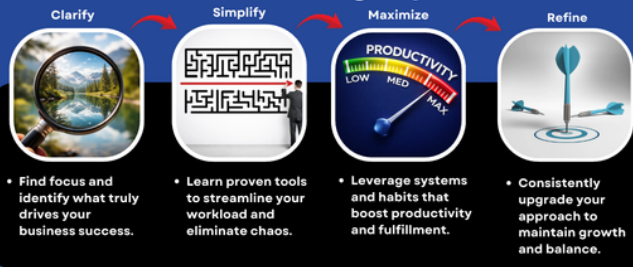 Clarify
Simplify
Maximize
Refine
PRODUCTIVITY
LOW
MED
MAX
• Find focus and
identify what truly
drives your
business success.
• Learn proven tools
to streamline your
workload and
eliminate chaos.
• Leverage systems
and habits that
boost productivity
and fulfillment.
• Consistently
upgrade your
approach to
maintain growth
and balance.